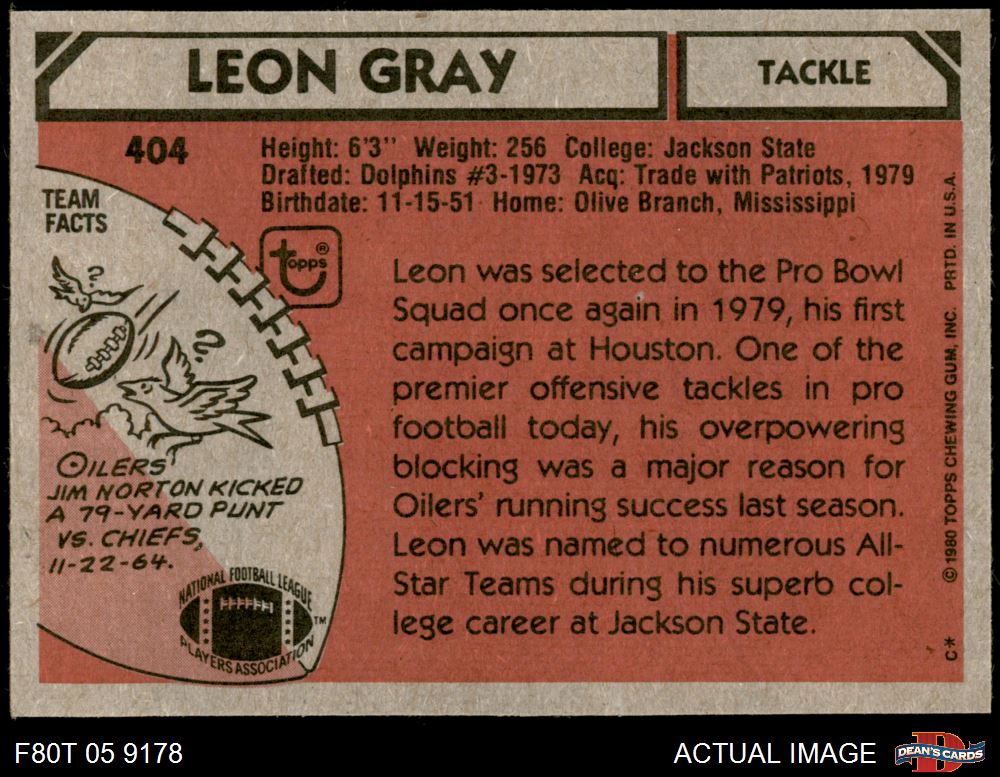 LEON GRAY
TACKLE
404
Height: 6'3" Weight: 256 College: Jackson State
Drafted: Dolphins #3-1973 Acq: Trade with Patriots, 1979
Birthdate: 11-15-51 Home: Olive Branch, Mississippi
TEAM
FACTS
?
?
OILERS'
JIM NORTON KICKED
A 79-YARD PUNT
VS. CHIEFS,
11-22-64.
NATIONAL FOOTBALL LEAGUE
PLAYERS ASSOCIATION
TM
topps®
Leon was selected to the Pro Bowl
Squad once again in 1979, his first
campaign at Houston. One of the
premier offensive tackles in pro
football today, his overpowering
blocking was a major reason for
Oilers' running success last season.
Leon was named to numerous All-
Star Teams during his superb col-
lege career at Jackson State.
C* © 1980 TOPPS CHEWING GUM, INC. PRTD. IN U.S.A.
F80T 05 9178
ACTUAL IMAGE
D
DEAN'S CARDS